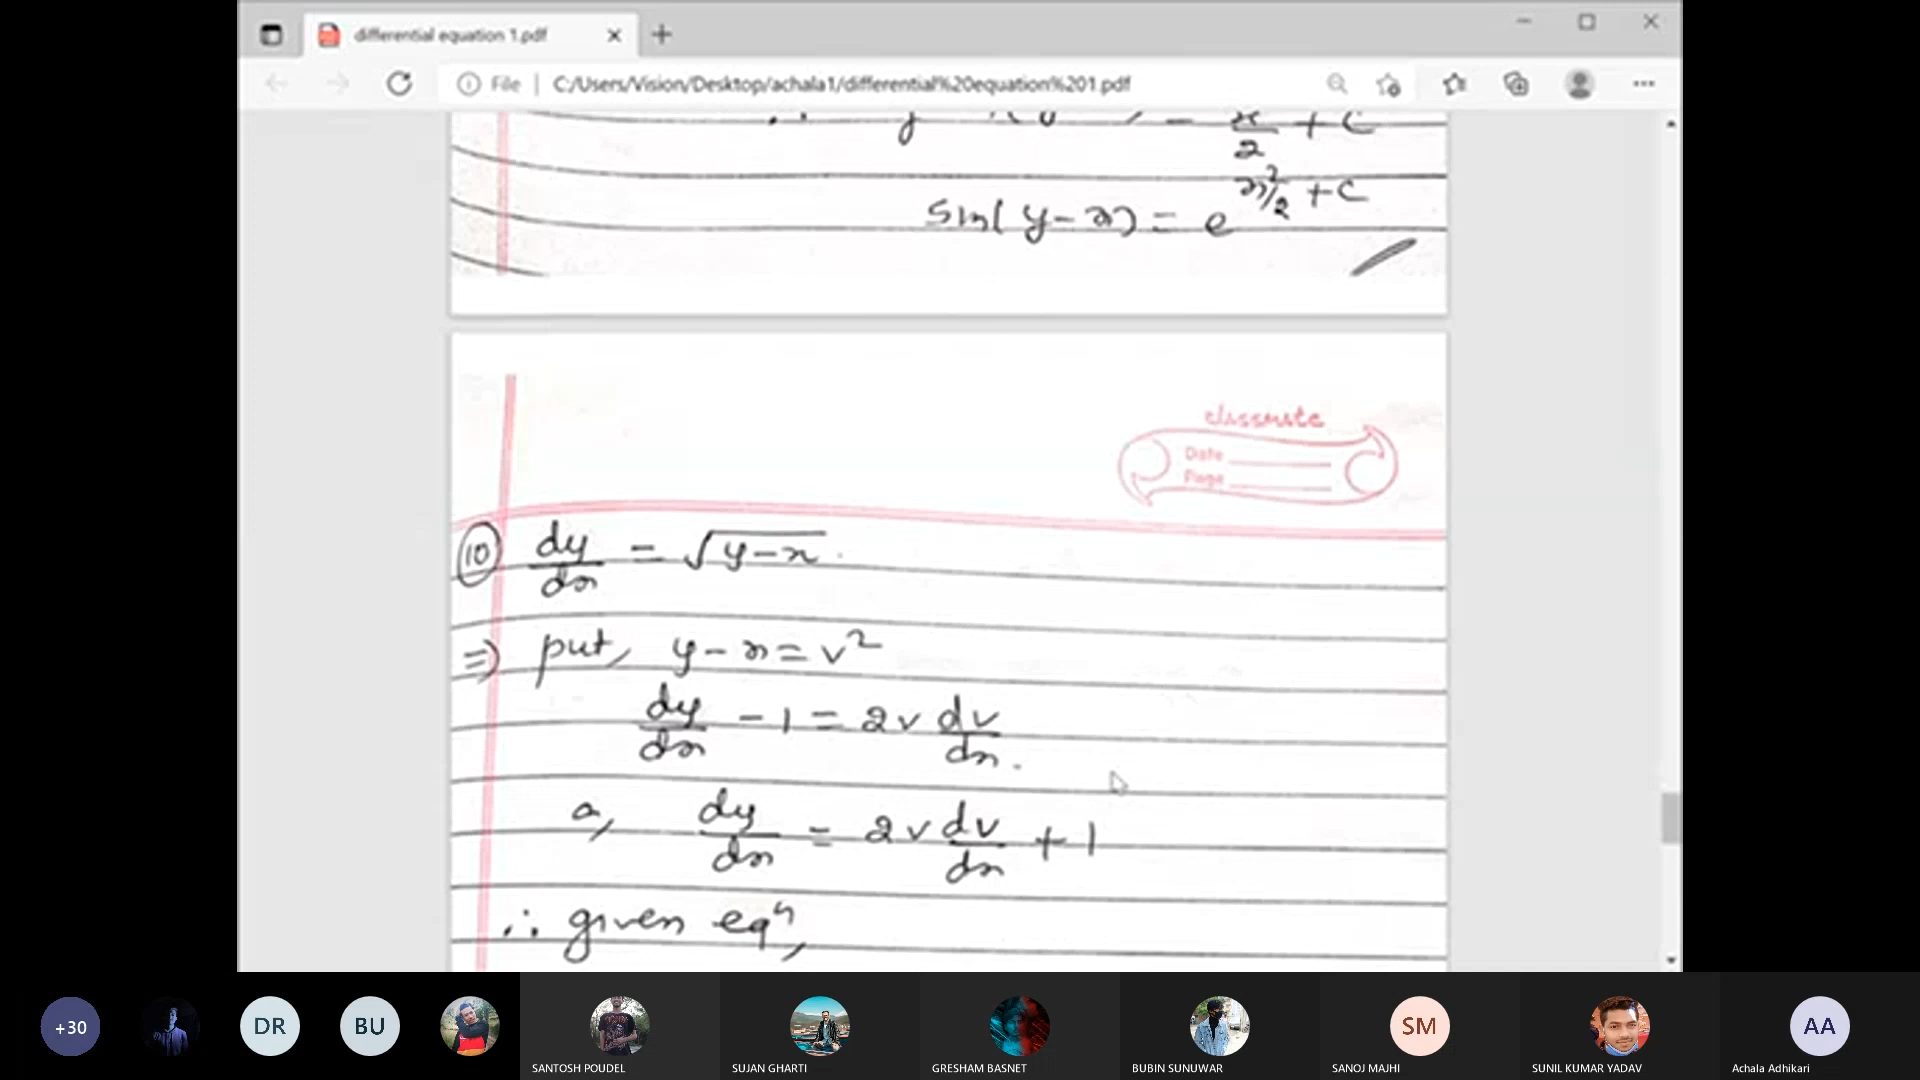 differential equation 1.pdf
File | C:/Users/Vision/Desktop/achala1/differential%20equation%201.pdf
x/2 + c
sin(y-x) = e^{x²/2 + c}
classmate
Date
Page
⑩ dy/dx = √(y-x)
⇒ put, y-x = v²
dy/dx - 1 = 2v dv/dx.
a, dy/dx = 2v dv/dx + 1
∴ given eqⁿ,
+30
DR
BU
SANTOSH POUDEL
SUJAN GHARTI
GRESHAM BASNET
BUBIN SUNUWAR
SM
SANOJ MAJHI
SUNIL KUMAR YADAV
AA
Achala Adhikari